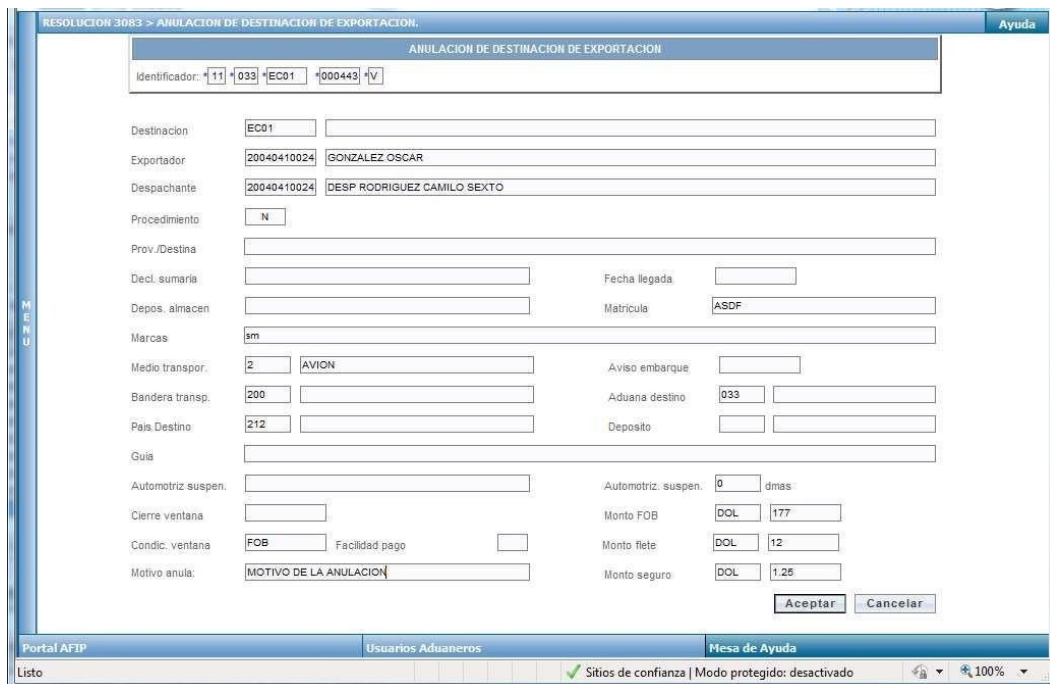 RESOLUCION 3083 > ANULACION DE DESTINACION DE EXPORTACION.
Ayuda
ANULACION DE DESTINACION DE EXPORTACION
Identificador: * 11 * 033 * EC01 * 000443 * V
Destinacion EC01
Exportador 20040410024 GONZALEZ OSCAR
Despachante 20040410024 DESP RODRIGUEZ CAMILO SEXTO
Procedimiento N
Prov./Destina
Decl. sumaria Fecha llegada
Depos. almacen Matricula ASDF
MENU
Marcas sm
Medio transpor. 2 AVION Aviso embarque
Bandera transp. 200 Aduana destino 033
Pais Destino 212 Deposito
Guia
Automotriz suspen. Automotriz. suspen. 0 dmas
Cierre ventana Monto FOB DOL 177
Condic. ventana FOB Facilidad pago Monto flete DOL 12
Motivo anula: MOTIVO DE LA ANULACION Monto seguro DOL 1.25
Aceptar Cancelar
Portal AFIP Usuarios Aduaneros Mesa de Ayuda
Listo Sitios de confianza | Modo protegido: desactivado 100%